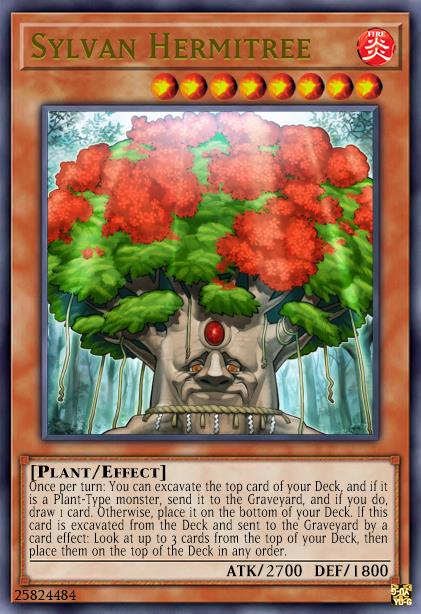 Sylvan Hermitree
FIRE
炎
[Plant/Effect]
Once per turn: You can excavate the top card of your Deck, and if it
is a Plant-Type monster, send it to the Graveyard, and if you do,
draw 1 card. Otherwise, place it on the bottom of your Deck. If this
card is excavated from the Deck and sent to the Graveyard by a
card effect: Look at up to 3 cards from the top of your Deck, then
place them on the top of the Deck in any order.
ATK/2700 DEF/1800
25824484